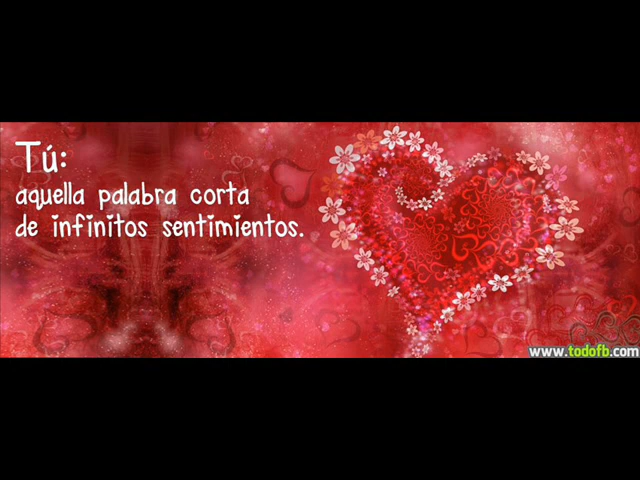 Tú:
aquella palabra corta
de infinitos sentimientos.
www.todofb.com